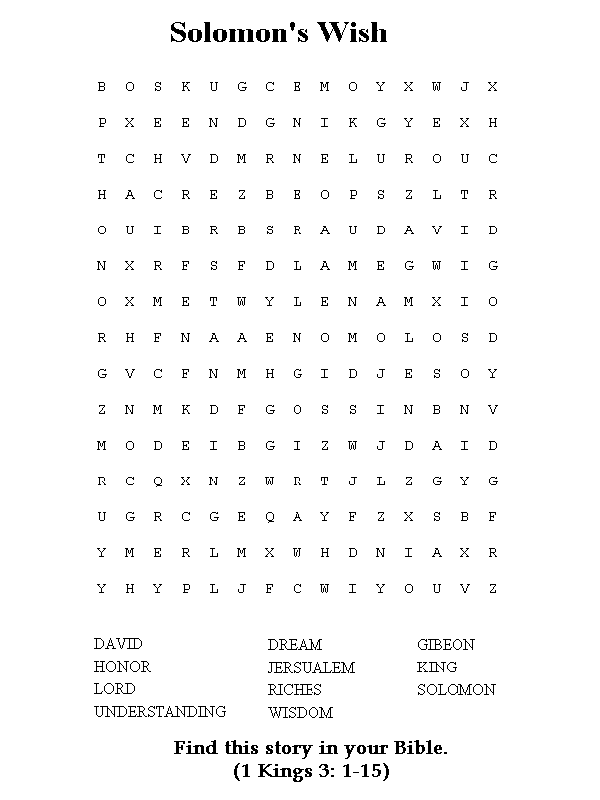 Solomon's Wish
B O S K U G C E M O Y X W J X
P X E E N D G N I K G Y E X H
T C H V D M R N E L U R O U C
H A C R E Z B E O P S Z L T R
O U I B R B S R A U D A V I D
N X R F S F D L A M E G W I G
O X M E T W Y L E N A M X I O
R H F N A A E N O M O L O S D
G V C F N M H G I D J E S O Y
Z N M K D F G O S S I N B N V
M O D E I B G I Z W J D A I D
R C Q X N Z W R T J L Z G Y G
U G R C G E Q A Y F Z X S B F
Y M E R L M X W H D N I A X R
Y H Y P L J F C W I Y O U V Z
DAVID DREAM GIBEON
HONOR JERSUALEM KING
LORD RICHES SOLOMON
UNDERSTANDING WISDOM
Find this story in your Bible.
(1 Kings 3: 1-15)